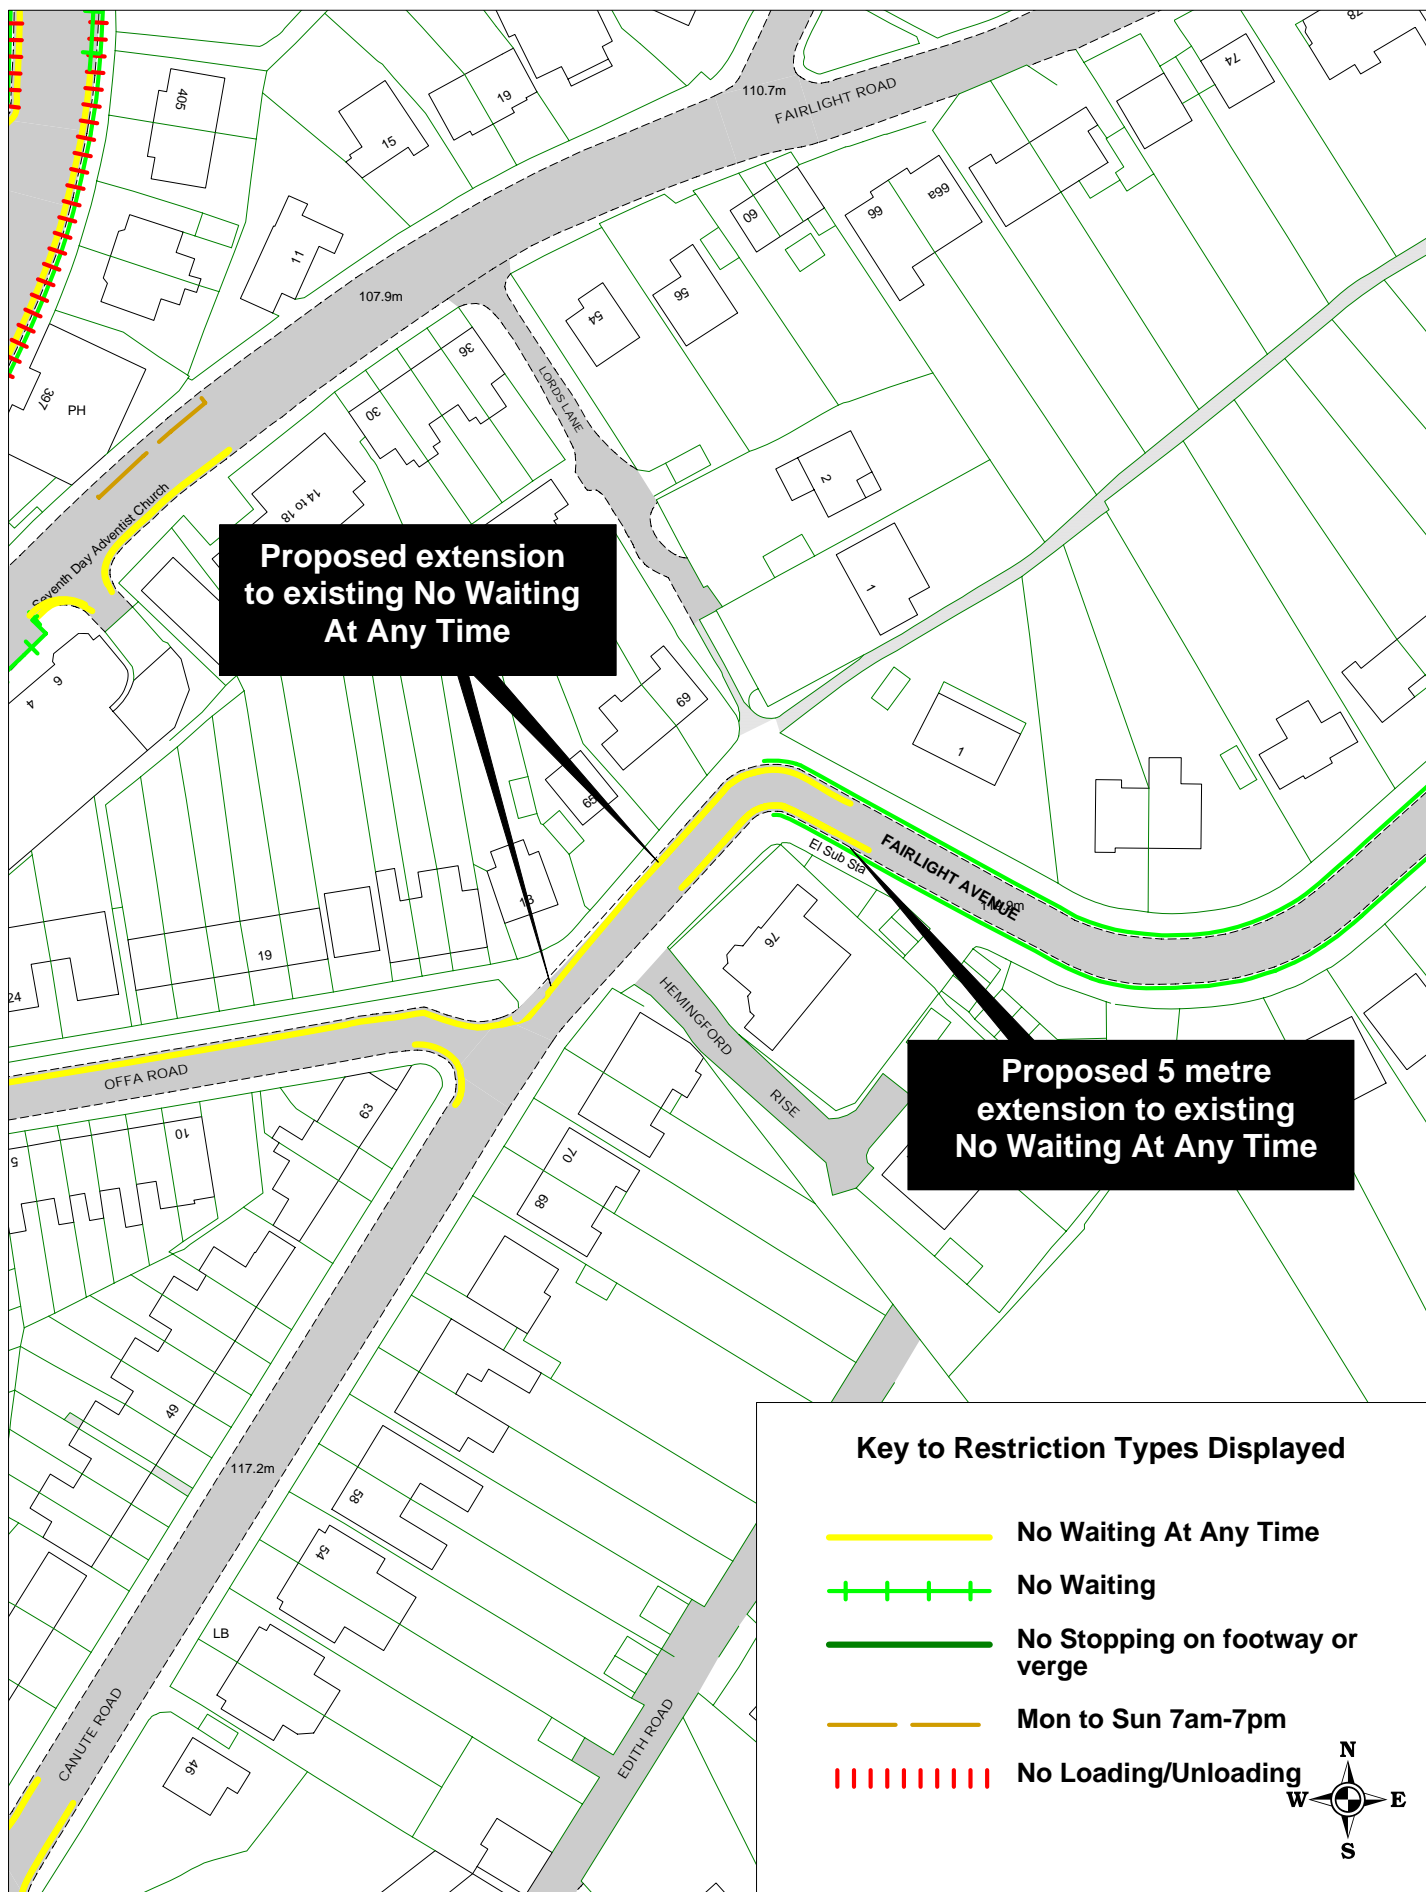 78
74
405
19
110.7m
FAIRLIGHT ROAD
15
60
66
66a
11
107.9m
56
54
36
397
PH
30
LORDS LANE
14 to 18
2
Seventh Day Adventist Church
Proposed extension
to existing No Waiting
At Any Time
1
6
4
69
1
65
El Sub Sta
FAIRLIGHT AVENUE
13
76
19
24
HEMINGFORD
RISE
OFFA ROAD
63
10
5
Proposed 5 metre
extension to existing
No Waiting At Any Time
70
68
49
117.2m
58
54
LB
CANUTE ROAD
46
EDITH ROAD
Key to Restriction Types Displayed
No Waiting At Any Time
No Waiting
No Stopping on footway or
verge
Mon to Sun 7am-7pm
No Loading/Unloading
N
W E
S